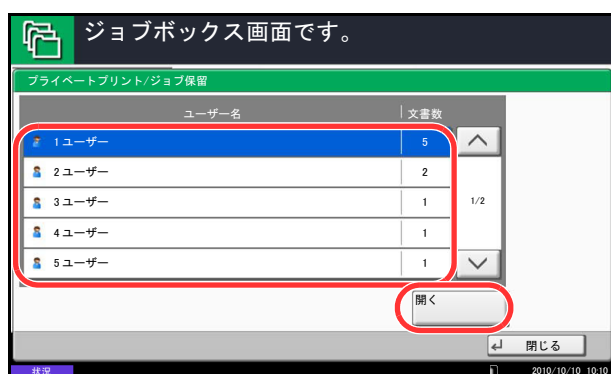 ジョブボックス画面です。
プライベートプリント/ジョブ保留
ユーザー名 文書数
1 ユーザー 5
2 ユーザー 2
3 ユーザー 1 1/2
4 ユーザー 1
5 ユーザー 1
開く
閉じる
状況 2010/10/10 10:10